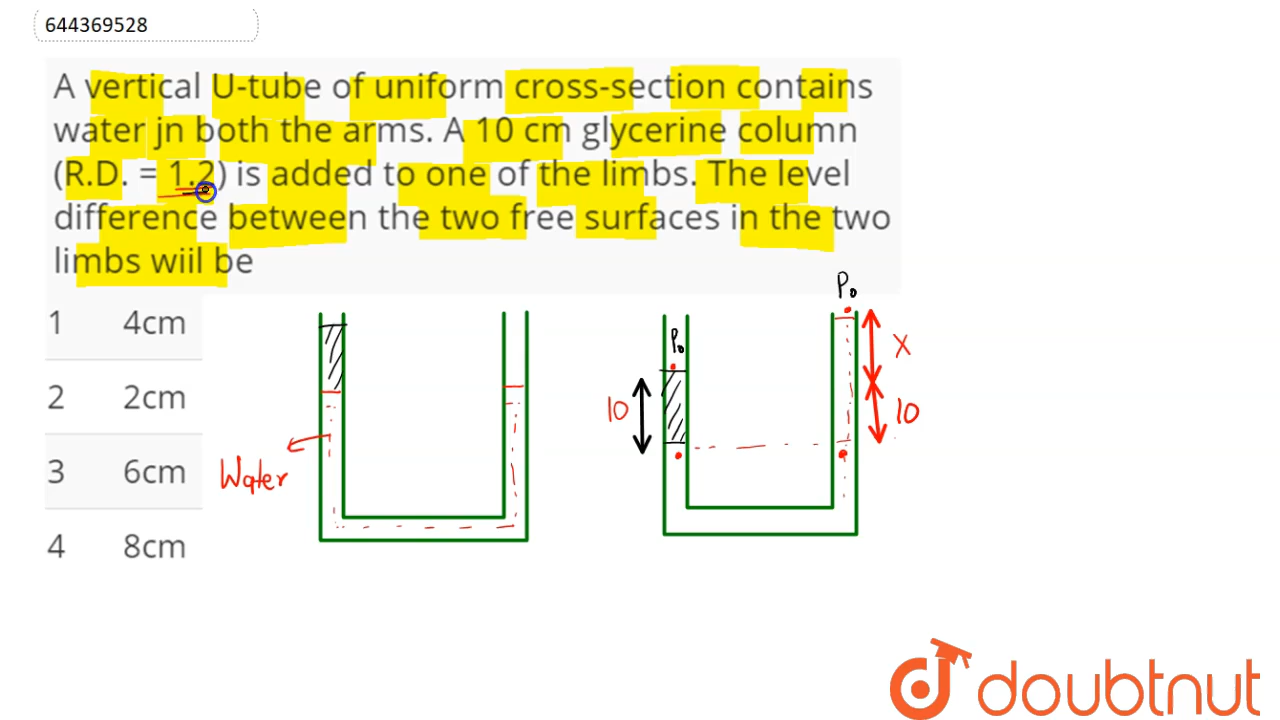 644369528
A vertical U-tube of uniform cross-section contains
water jn both the arms. A 10 cm glycerine column
(R.D. = 1.2) is added to one of the limbs. The level
difference between the two free surfaces in the two
limbs wiil be
1 4cm
2 2cm
3 6cm
4 8cm
Water
P₀
10
P₀
X
10
doubtnut